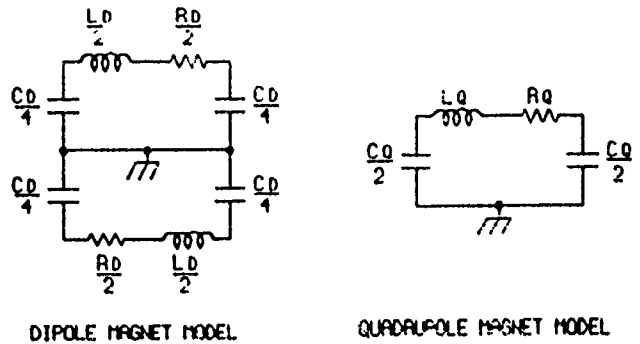 LD/2 RD/2
CD/4 CD/4
CD/4 CD/4
RD/2 LD/2
DIPOLE MAGNET MODEL
LQ RQ
CQ/2 CQ/2
QUADRUPOLE MAGNET MODEL